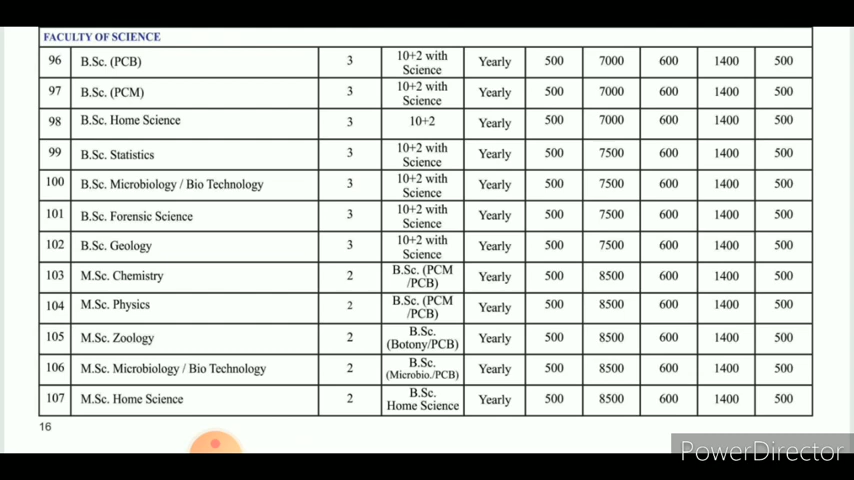 FACULTY OF SCIENCE
96 B.Sc. (PCB) 3 10+2 with Science Yearly 500 7000 600 1400 500
97 B.Sc. (PCM) 3 10+2 with Science Yearly 500 7000 600 1400 500
98 B.Sc. Home Science 3 10+2 Yearly 500 7000 600 1400 500
99 B.Sc. Statistics 3 10+2 with Science Yearly 500 7500 600 1400 500
100 B.Sc. Microbiology / Bio Technology 3 10+2 with Science Yearly 500 7500 600 1400 500
101 B.Sc. Forensic Science 3 10+2 with Science Yearly 500 7500 600 1400 500
102 B.Sc. Geology 3 10+2 with Science Yearly 500 7500 600 1400 500
103 M.Sc. Chemistry 2 B.Sc. (PCM /PCB) Yearly 500 8500 600 1400 500
104 M.Sc. Physics 2 B.Sc. (PCM /PCB) Yearly 500 8500 600 1400 500
105 M.Sc. Zoology 2 B.Sc. (Botony/PCB) Yearly 500 8500 600 1400 500
106 M.Sc. Microbiology / Bio Technology 2 B.Sc. (Microbio./PCB) Yearly 500 8500 600 1400 500
107 M.Sc. Home Science 2 B.Sc. Home Science Yearly 500 8500 600 1400 500
16
PowerDirector